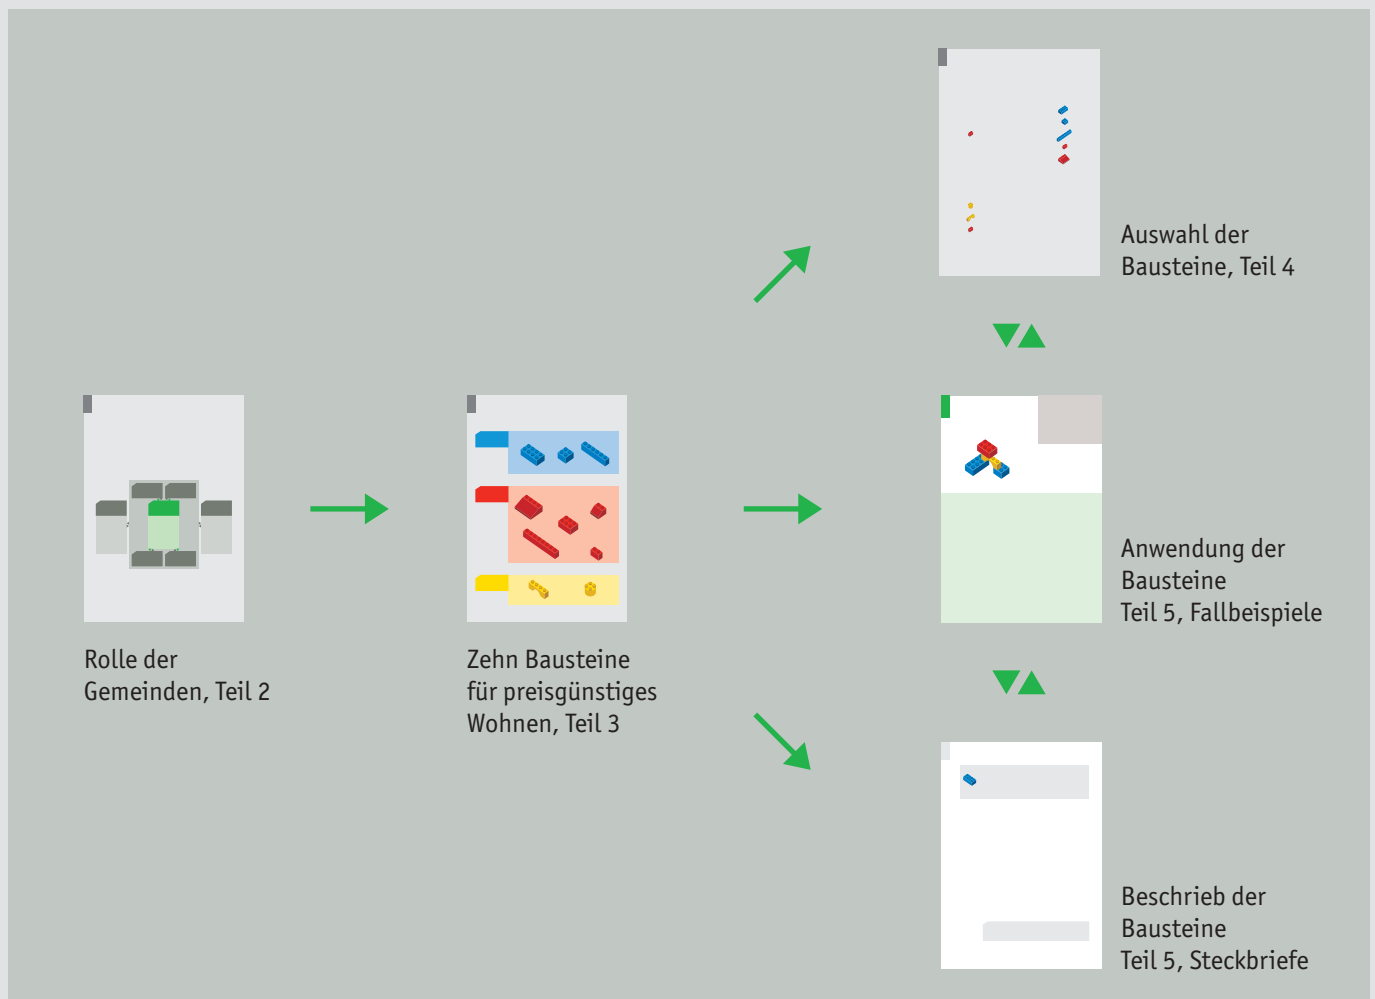 Auswahl der
Bausteine, Teil 4
Rolle der
Gemeinden, Teil 2
Zehn Bausteine
für preisgünstiges
Wohnen, Teil 3
Anwendung der
Bausteine
Teil 5, Fallbeispiele
Beschrieb der
Bausteine
Teil 5, Steckbriefe